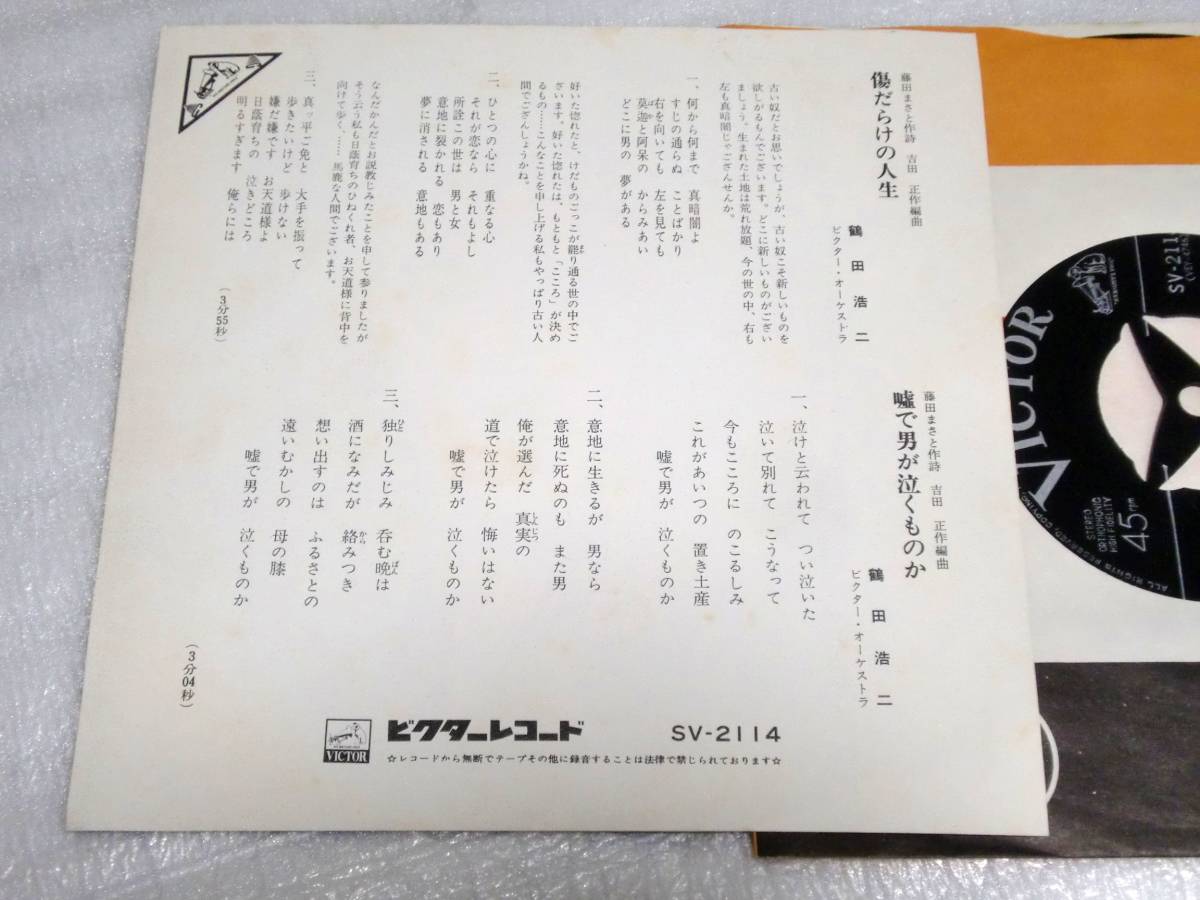 藤田まさと作詩 吉田 正作編曲
傷だらけの人生
鶴田浩二
ビクター・オーケストラ
古い奴だとお思いでしょうが、古い奴こそ新しいものを
欲しがるもんでございます。どこに新しいものがござい
ましょう。生まれた土地は荒れ放題、今の世の中、右も
左も真暗闇じゃござんせんか。
一、何から何まで 真暗闇よ
すじの通らぬ ことばかり
右を向いても 左を見ても
莫迦と阿呆の からみあい
どこに男の 夢がある
好いた惚れたと、けだものごっこが罷り通る世の中でご
ざいます。好いた惚れたは、もともと「こころ」が決め
るもの……こんなことを申し上げる私もやっぱり古い人
間でござんしょうかね。
二、ひとつの心に 重なる心
それが恋なら それもよし
所詮この世は 男と女
意地に裂かれる 恋もあり
夢に消される 意地もある
なんだかんだとお説教じみたことを申して参りましたが
そう云う私も日蔭育ちのひねくれ者、お天道様に背中を
向けて歩く、…… 馬鹿な人間でございます。
三、真ッ平ご免と 大手を振って
歩きたいけど 歩けない
嫌だ嫌です お天道様よ
日蔭育ちの 泣きどころ
明るすぎます 俺らには
(3分55秒)
藤田まさと作詩 吉田 正作編曲
嘘で男が泣くものか
鶴田浩二
ビクター・オーケストラ
一、泣けと云われて つい泣いた
泣いて別れて こうなって
今もこころに のこるしみ
これがあいつの 置き土産
嘘で男が 泣くものか
二、意地に生きるが 男なら
意地に死ぬのも また男
俺が選んだ 真実の
道で泣けたら 悔いはない
嘘で男が 泣くものか
三、独りしみじみ 呑む晩は
酒になみだが 絡みつき
想い出すのは ふるさとの
遠いむかしの 母の膝
嘘で男が 泣くものか
(3分04秒)
VICTOR
ビクターレコード SV-2114
☆レコードから無断でテープその他に録音することは法律で禁じられております☆
VICTOR
SV-211
STEREO
ORTHOPHONIC
HIGH FIDELITY
45 rpm